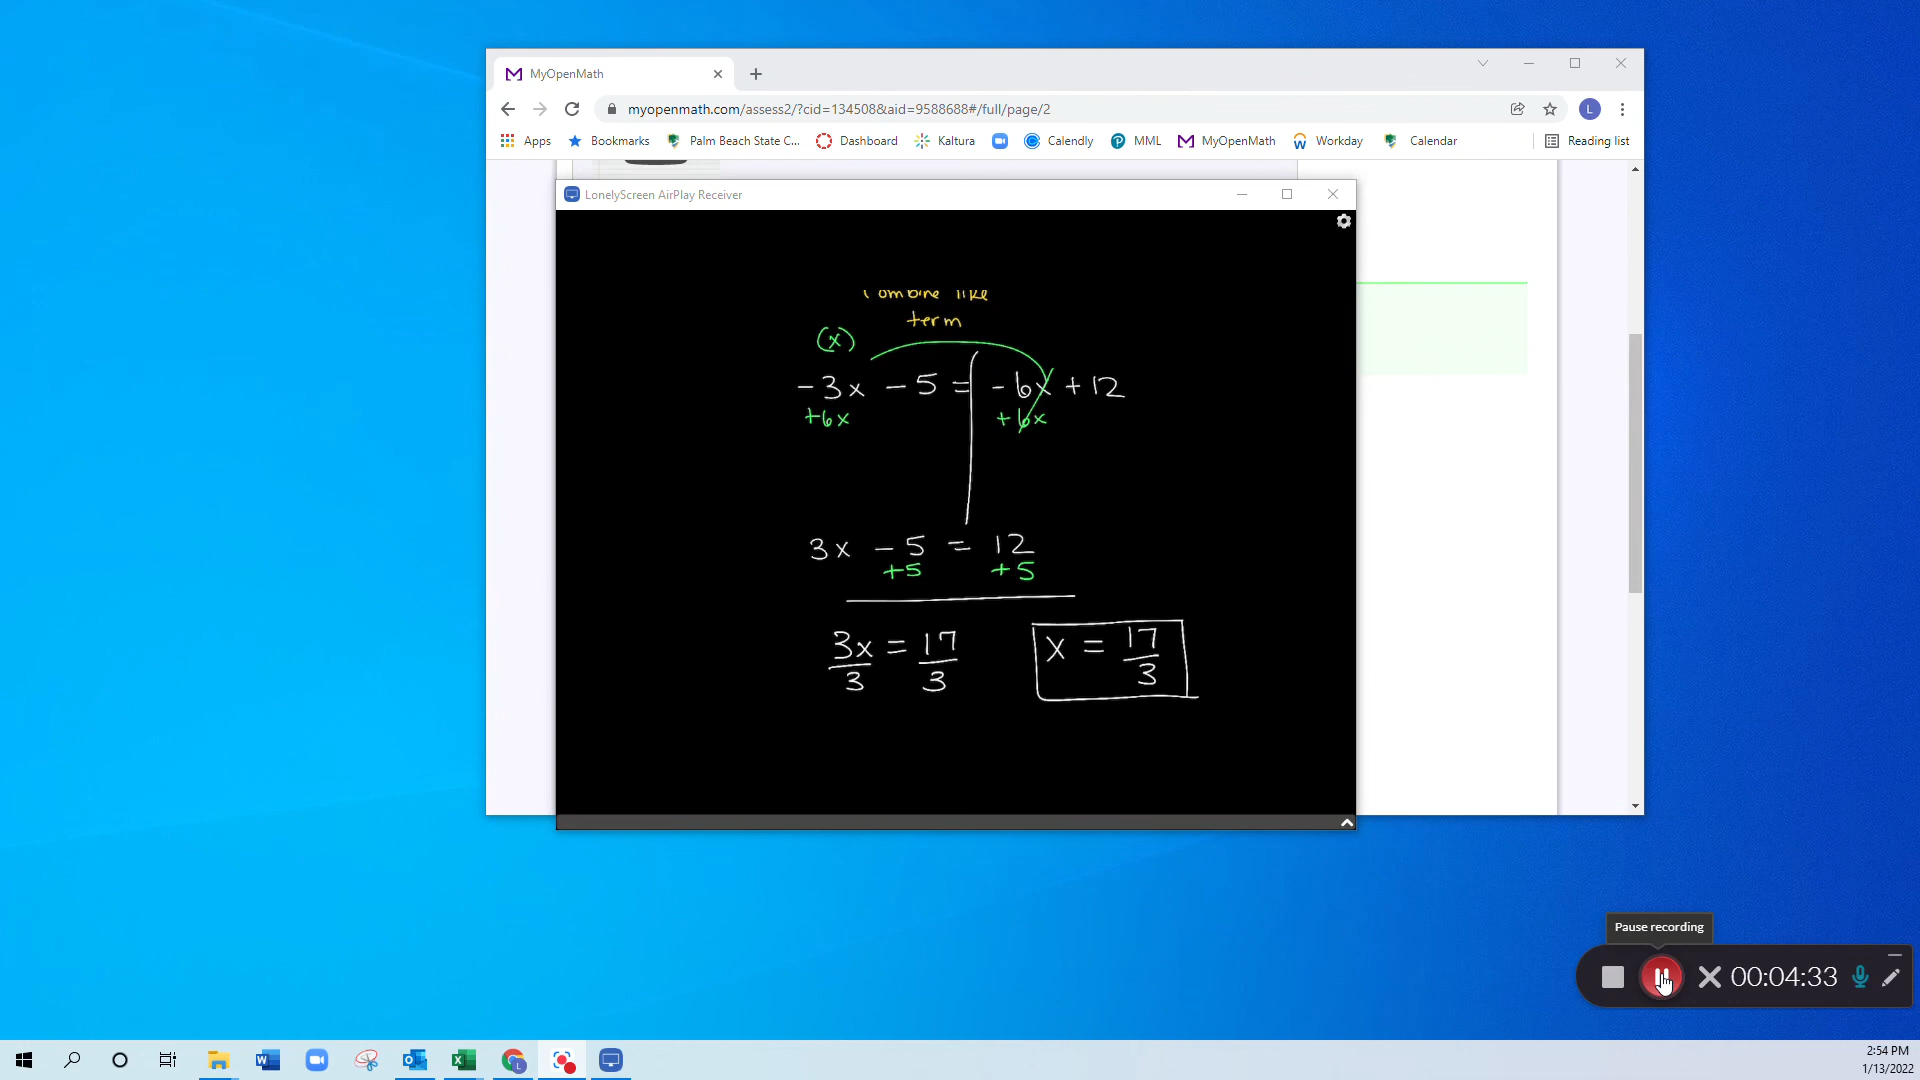 MyOpenMath
myopenmath.com/assess2/?cid=134508&aid=9588688#/full/page/2
L
Apps Bookmarks Palm Beach State C... Dashboard Kaltura Calendly MML MyOpenMath Workday Calendar Reading list
LonelyScreen AirPlay Receiver
Combine like
term
(x)
-3x - 5 = -6x + 12
+6x +6x
3x - 5 = 12
+5 +5
3x = 17 x = 17
3 3 3
Pause recording
00:04:33
2:54 PM
1/13/2022